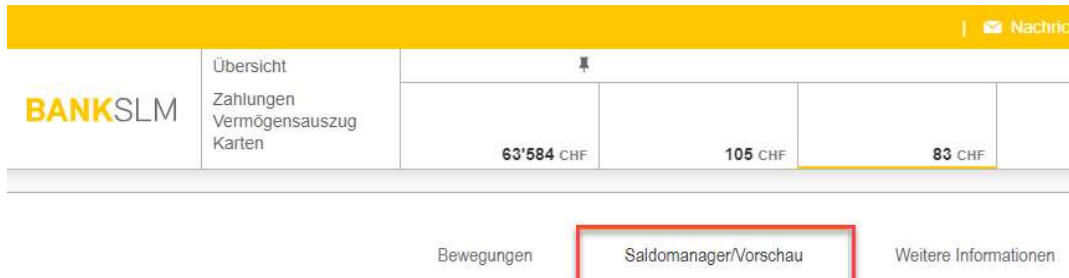 | Nachric
Übersicht
BANKSLM
Zahlungen
Vermögensauszug
Karten
63'584 CHF
105 CHF
83 CHF
Bewegungen
Saldomanager/Vorschau
Weitere Informationen